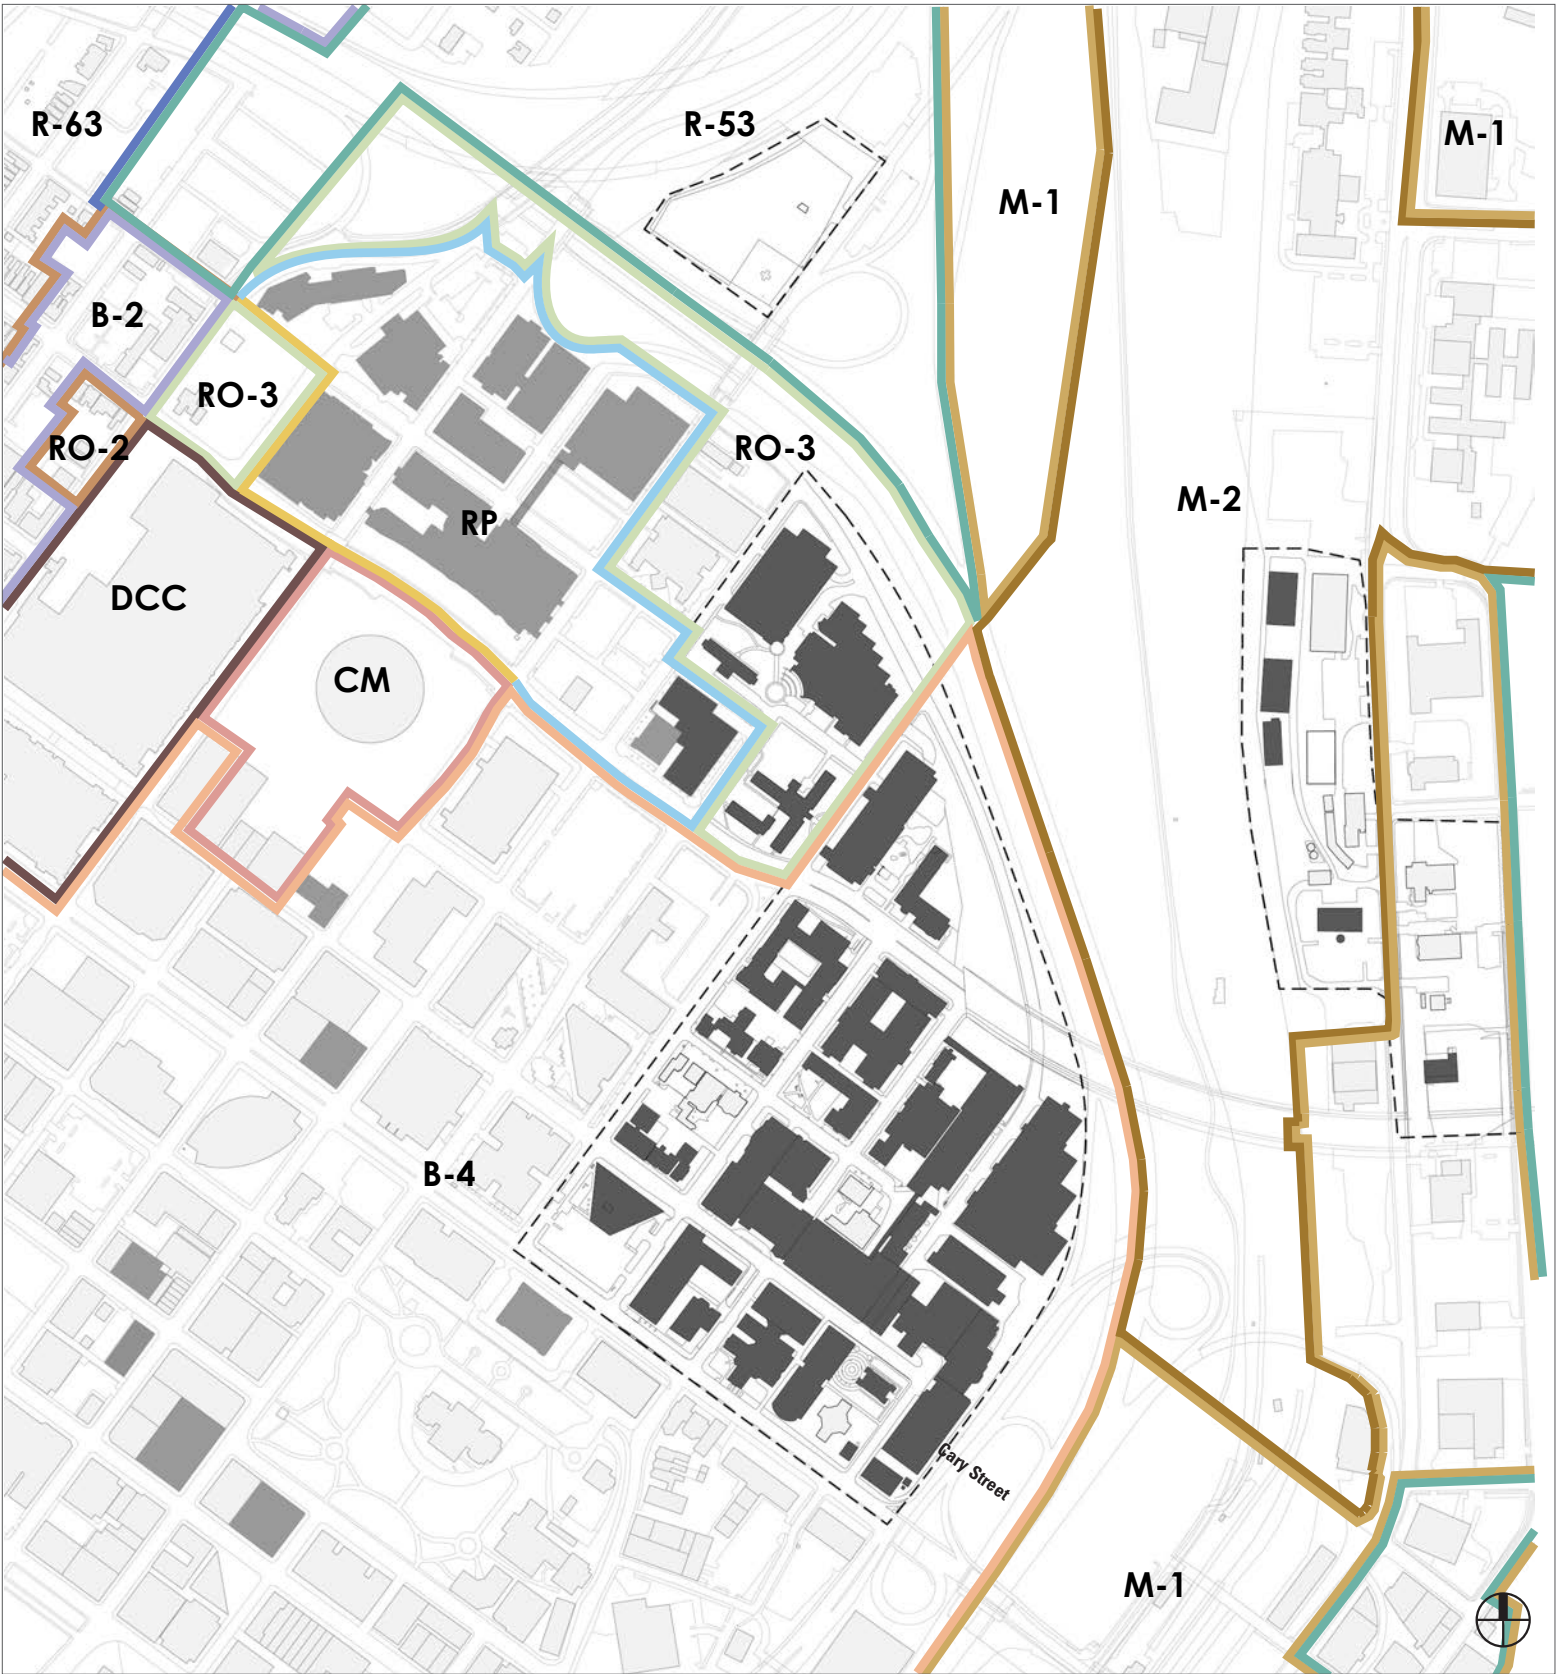 R-63
R-53
M-1
M-1
B-2
RO-3
RO-2
RO-3
M-2
RP
DCC
CM
B-4
Cary Street
M-1